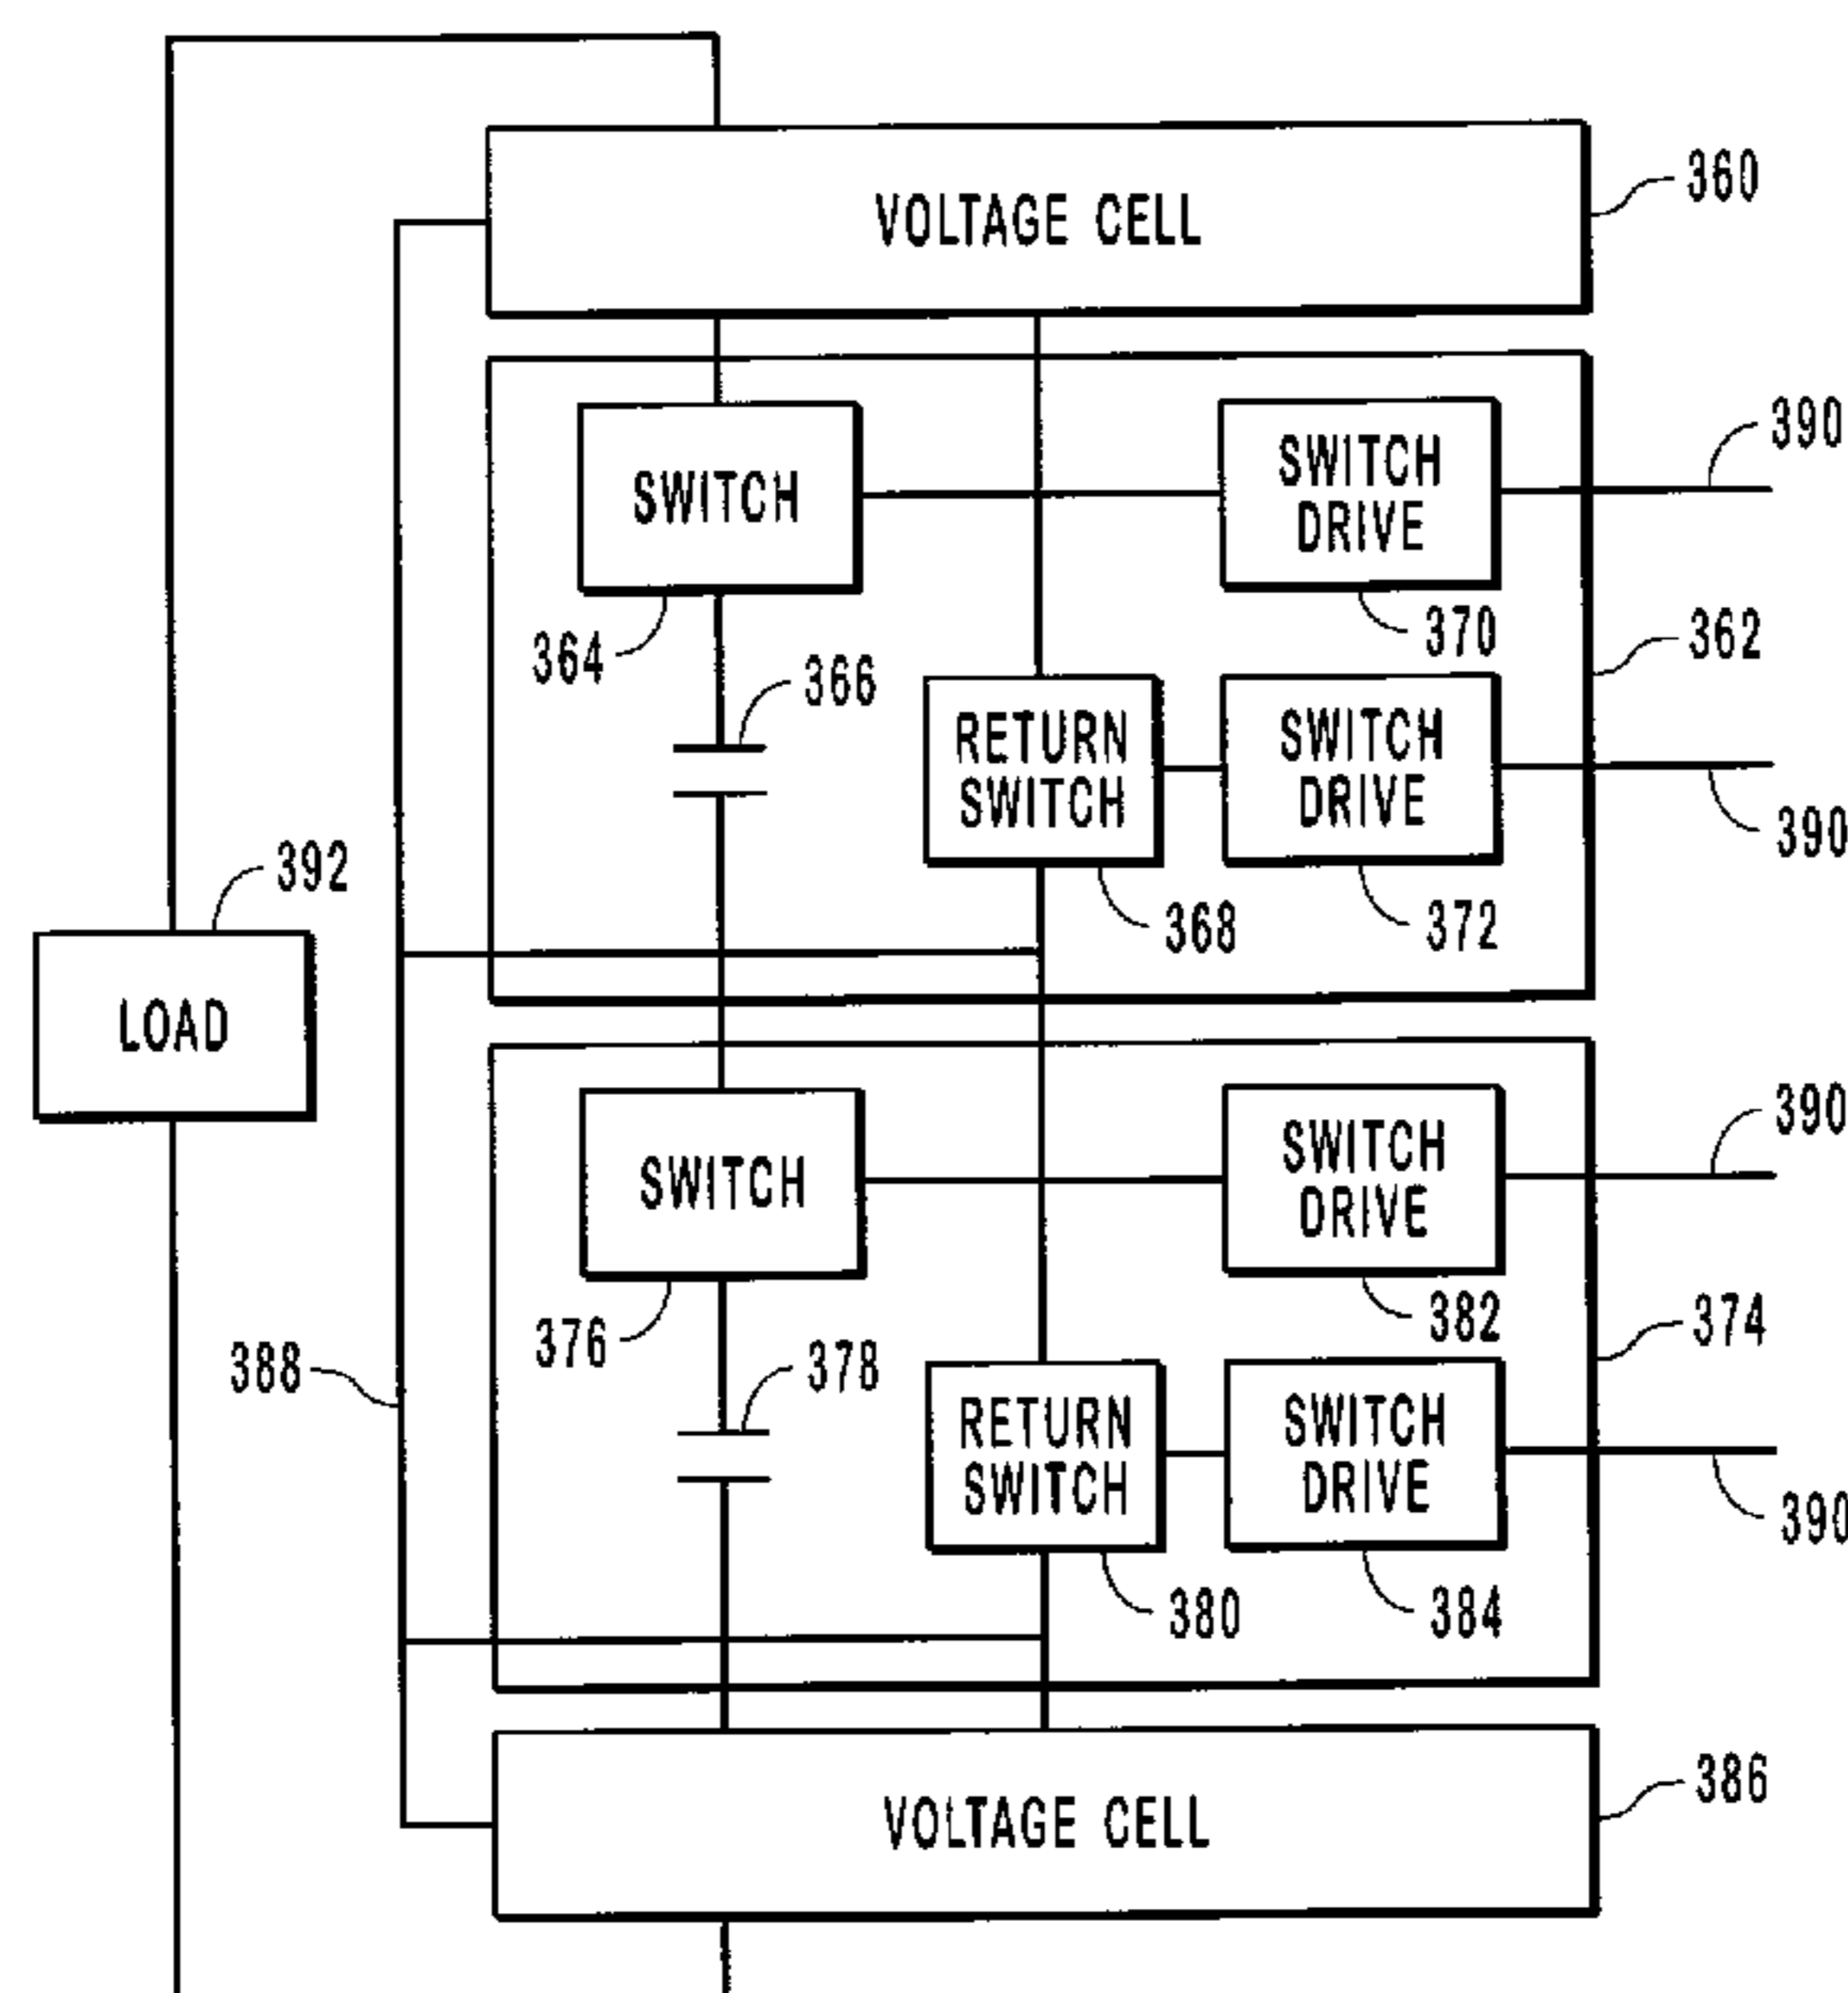 VOLTAGE CELL
360
SWITCH
SWITCH
DRIVE
390
364
370
362
366
RETURN
SWITCH
SWITCH
DRIVE
390
368
372
392
LOAD
SWITCH
SWITCH
DRIVE
390
376
382
374
388
378
RETURN
SWITCH
SWITCH
DRIVE
390
380
384
VOLTAGE CELL
386